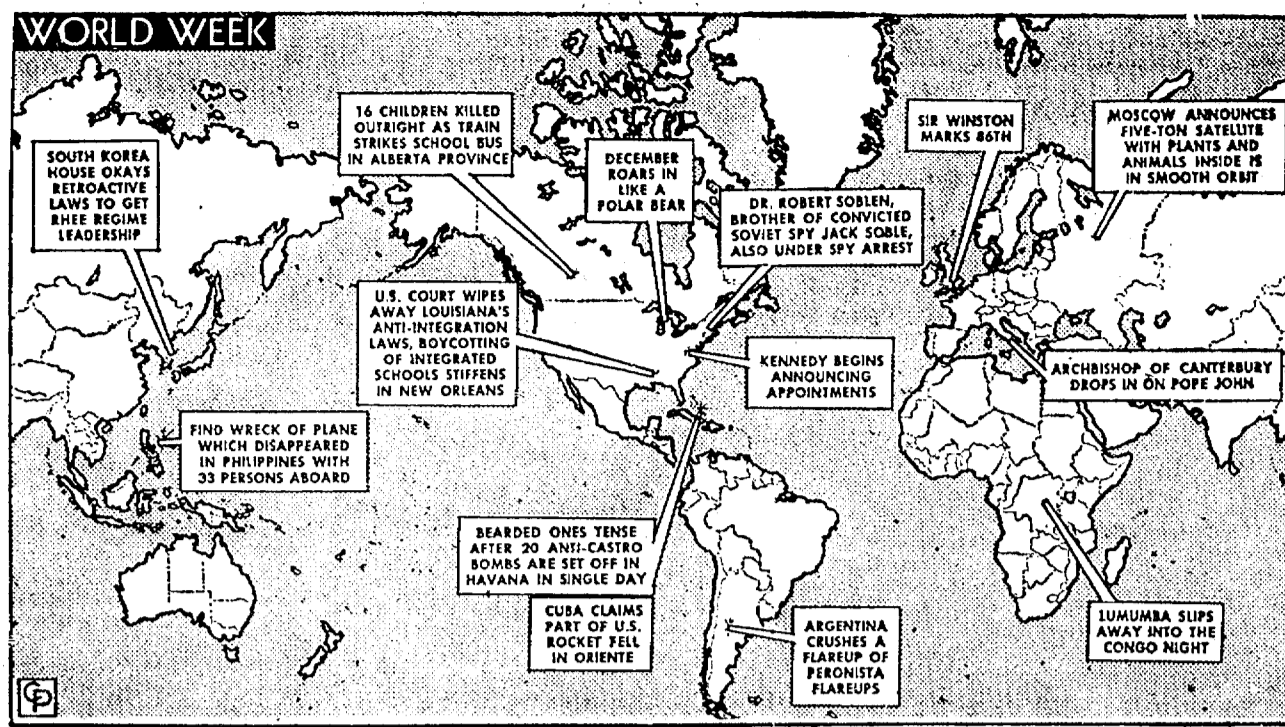 WORLD WEEK
SOUTH KOREA
HOUSE OKAYS
RETROACTIVE
LAWS TO GET
RHEE REGIME
LEADERSHIP
16 CHILDREN KILLED
OUTRIGHT AS TRAIN
STRIKES SCHOOL BUS
IN ALBERTA PROVINCE
DECEMBER
ROARS IN
LIKE A
POLAR BEAR
DR. ROBERT SOBLEN,
BROTHER OF CONVICTED
SOVIET SPY JACK SOBLE,
ALSO UNDER SPY ARREST
SIR WINSTON
MARKS 86TH
MOSCOW ANNOUNCES
FIVE-TON SATELLITE
WITH PLANTS AND
ANIMALS INSIDE IS
IN SMOOTH ORBIT
U.S. COURT WIPES
AWAY LOUISIANA'S
ANTI-INTEGRATION
LAWS, BOYCOTTING
OF INTEGRATED
SCHOOLS STIFFENS
IN NEW ORLEANS
KENNEDY BEGINS
ANNOUNCING
APPOINTMENTS
ARCHBISHOP OF CANTERBURY
DROPS IN ON POPE JOHN
FIND WRECK OF PLANE
WHICH DISAPPEARED
IN PHILIPPINES WITH
33 PERSONS ABOARD
BEARDED ONES TENSE
AFTER 20 ANTI-CASTRO
BOMBS ARE SET OFF IN
HAVANA IN SINGLE DAY
CUBA CLAIMS
PART OF U.S.
ROCKET FELL
IN ORIENTE
ARGENTINA
CRUSHES A
FLAREUP OF
PERONISTA
FLAREUPS
LUMUMBA SLIPS
AWAY INTO THE
CONGO NIGHT
CP